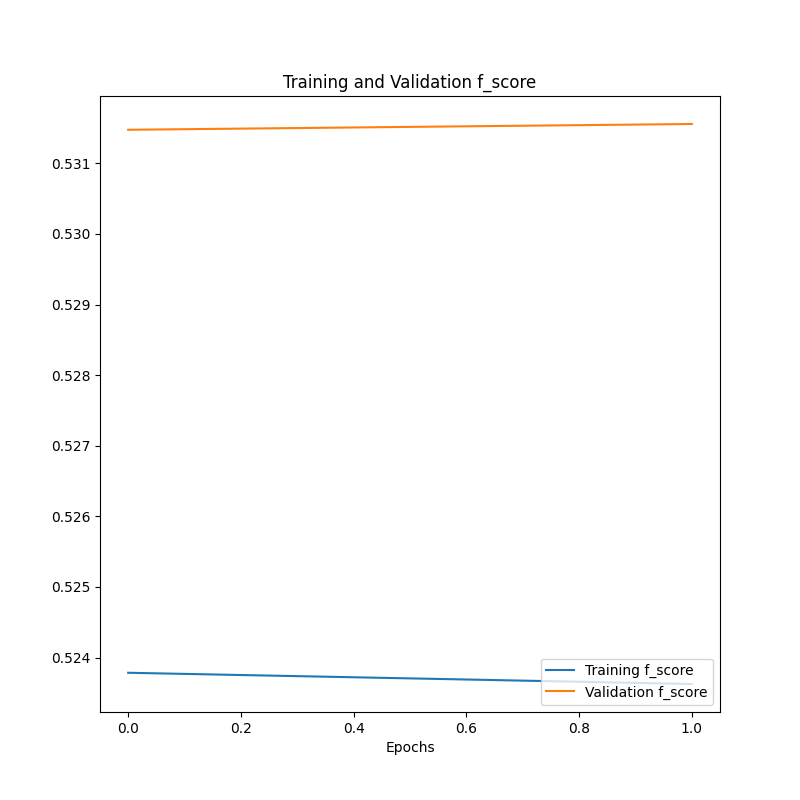 Training and Validation f_score
0.531
0.530
0.529
0.528
0.527
0.526
0.525
0.524
Training f_score
Validation f_score
0.0 0.2 0.4 0.6 0.8 1.0
Epochs